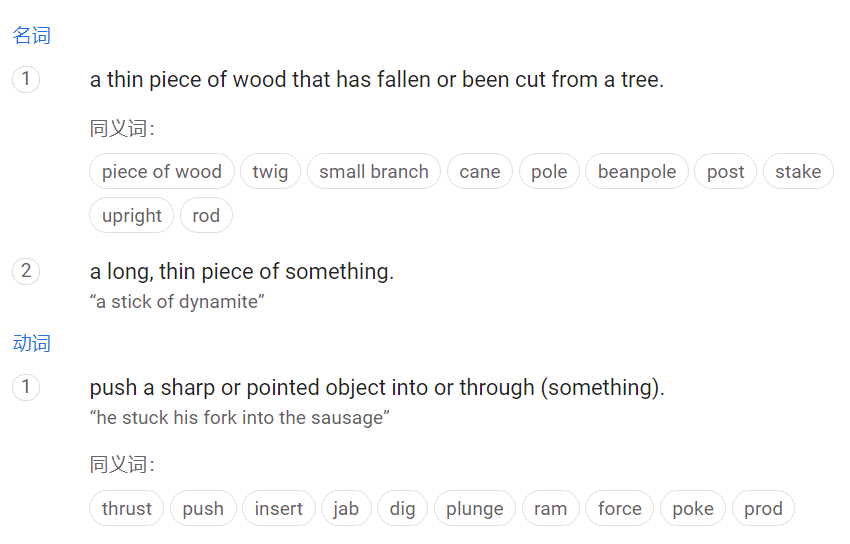 名词
1 a thin piece of wood that has fallen or been cut from a tree.
同义词：
piece of wood twig small branch cane pole beanpole post stake
upright rod
2 a long, thin piece of something.
“a stick of dynamite”
动词
1 push a sharp or pointed object into or through (something).
“he stuck his fork into the sausage”
同义词：
thrust push insert jab dig plunge ram force poke prod